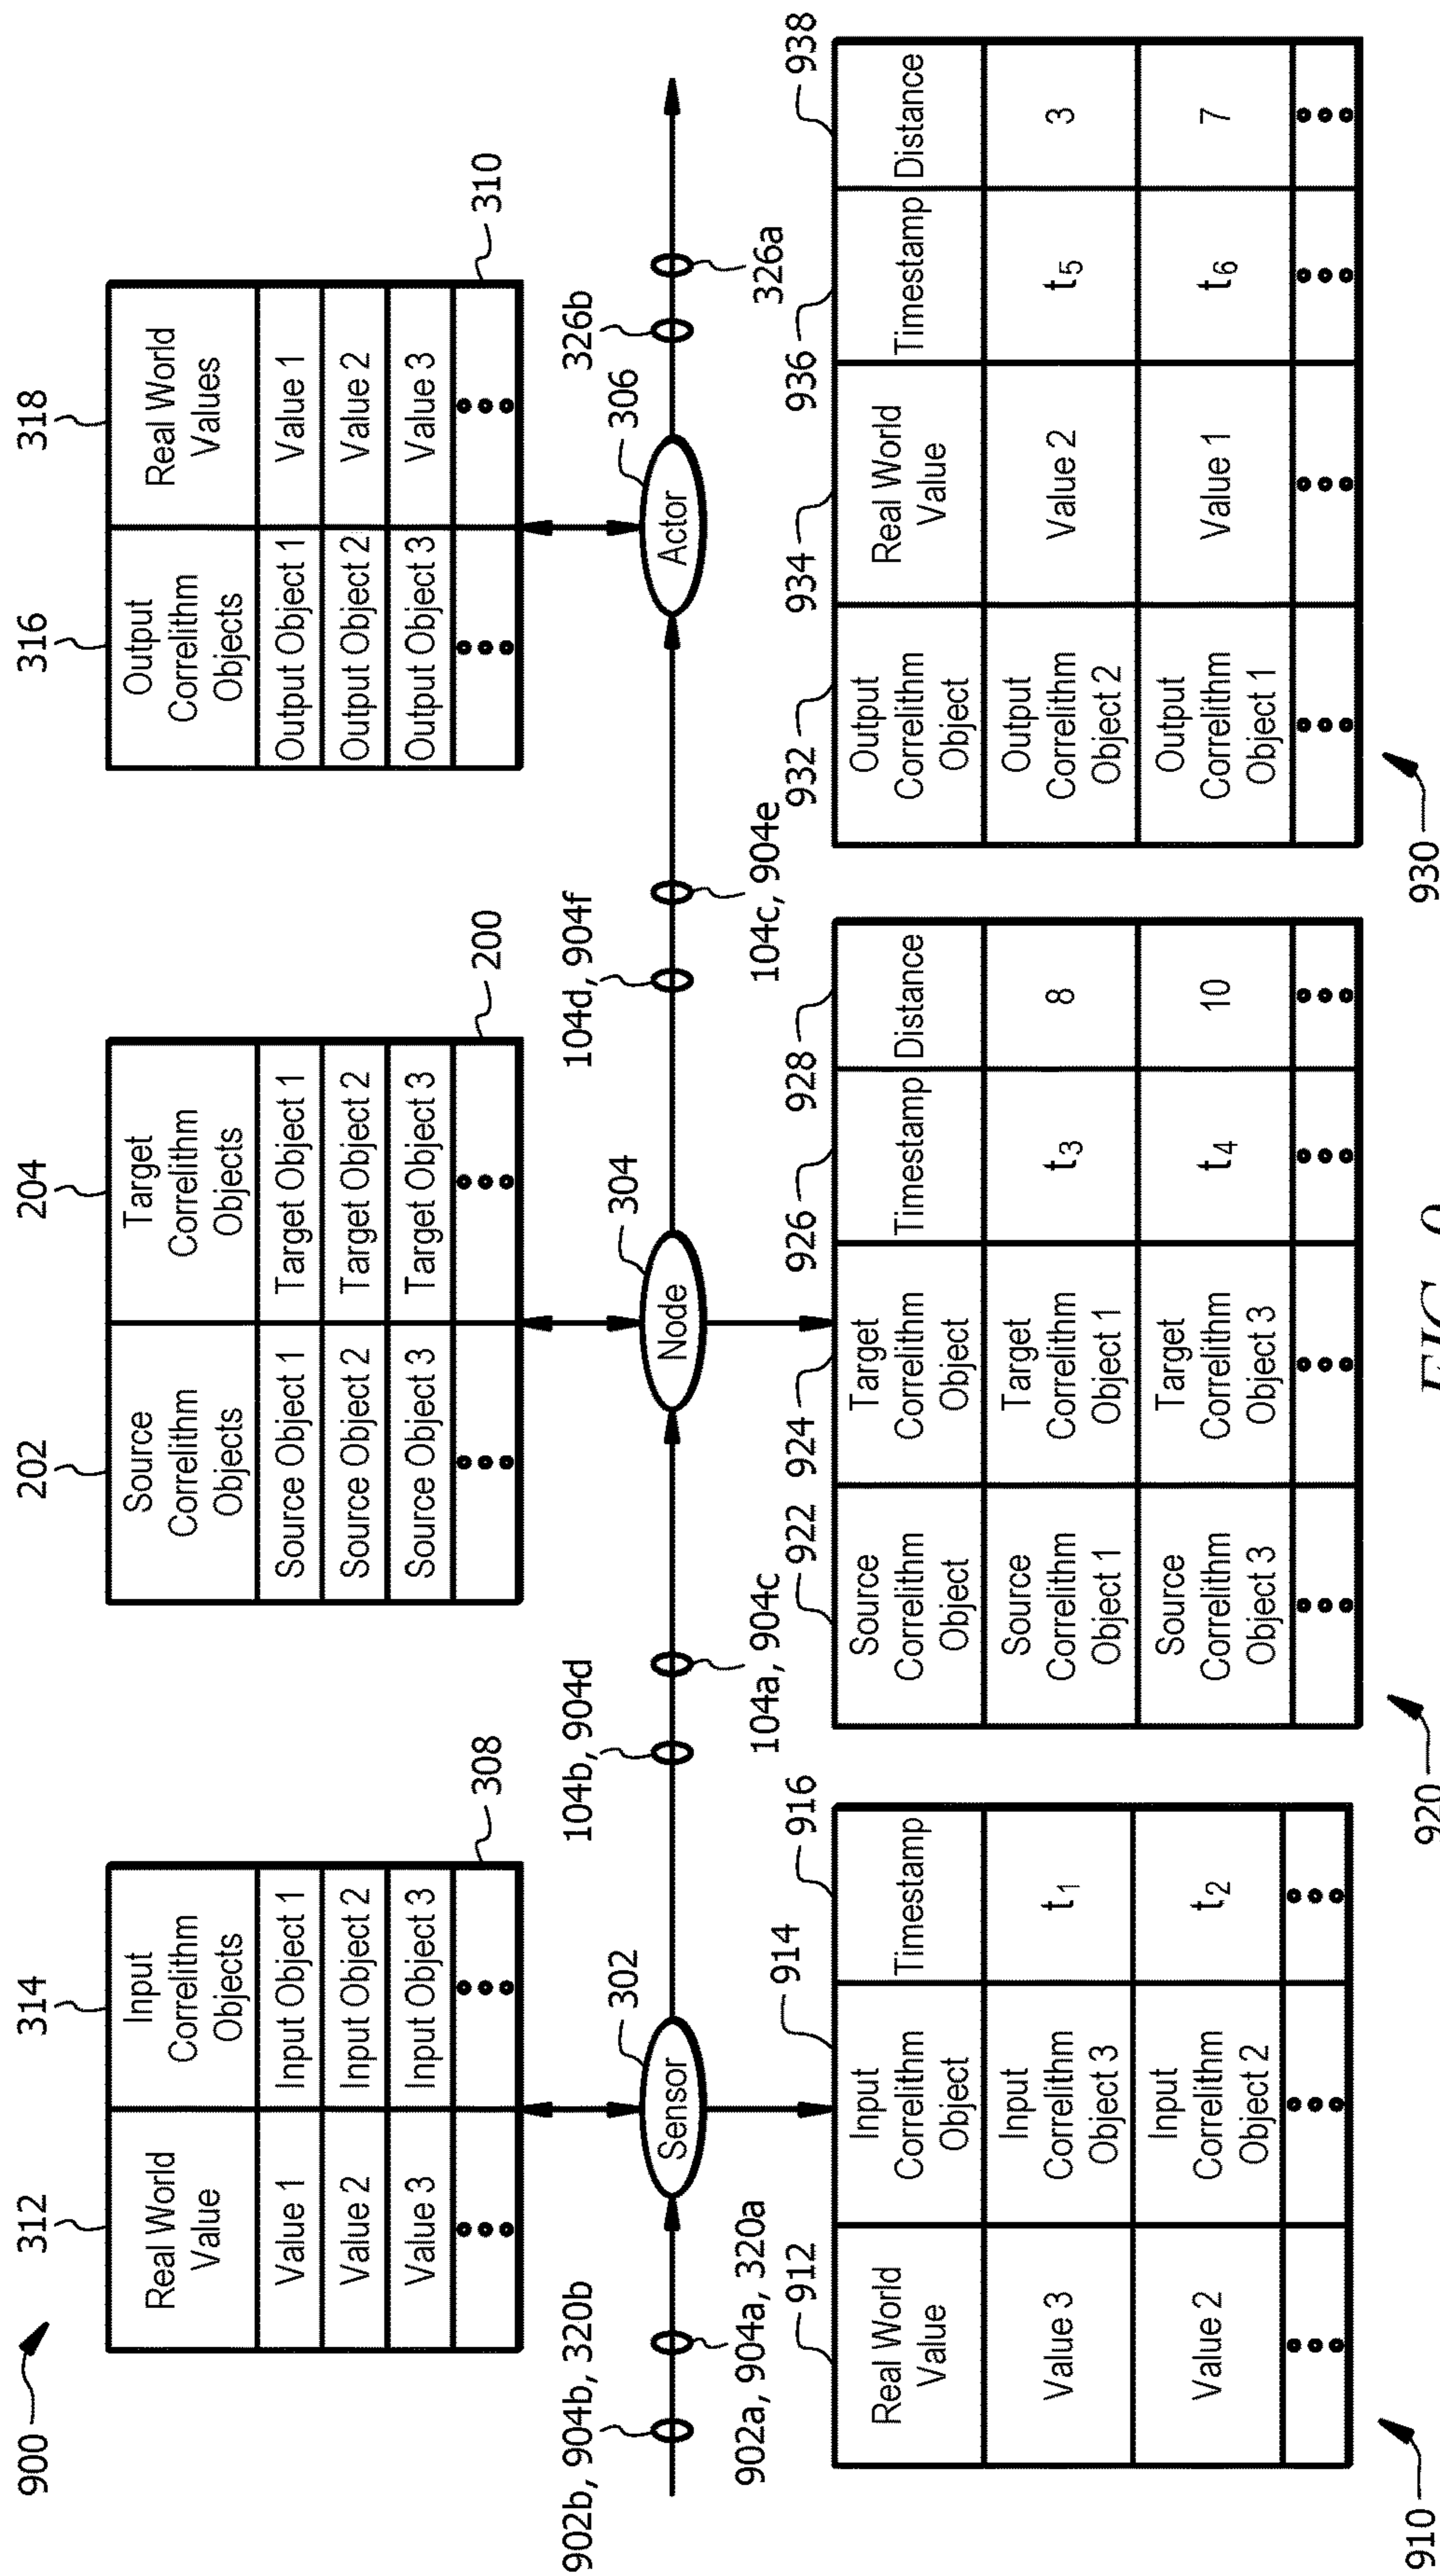 900
312
314
Real World Value
Input Correlithm Objects
Value 1
Input Object 1
Value 2
Input Object 2
Value 3
Input Object 3
308
202
204
Source Correlithm Objects
Target Correlithm Objects
Source Object 1
Target Object 1
Source Object 2
Target Object 2
Source Object 3
Target Object 3
200
316
318
Output Correlithm Objects
Real World Values
Output Object 1
Value 1
Output Object 2
Value 2
Output Object 3
Value 3
310
902b, 904b, 320b
902a, 904a, 320a
Sensor
302
104b, 904d
104a, 904c
Node
304
104d, 904f
104c, 904e
Actor
306
326b
326a
912
914
916
Real World Value
Input Correlithm Object
Timestamp
Value 3
Input Correlithm Object 3
t1
Value 2
Input Correlithm Object 2
t2
910
922
924
926
928
Source Correlithm Object
Target Correlithm Object
Timestamp
Distance
Source Correlithm Object 1
Target Correlithm Object 1
t3
8
Source Correlithm Object 3
Target Correlithm Object 3
t4
10
920
932
934
936
938
Output Correlithm Object
Real World Value
Timestamp
Distance
Output Correlithm Object 2
Value 2
t5
3
Output Correlithm Object 1
Value 1
t6
7
930
FIG. 9